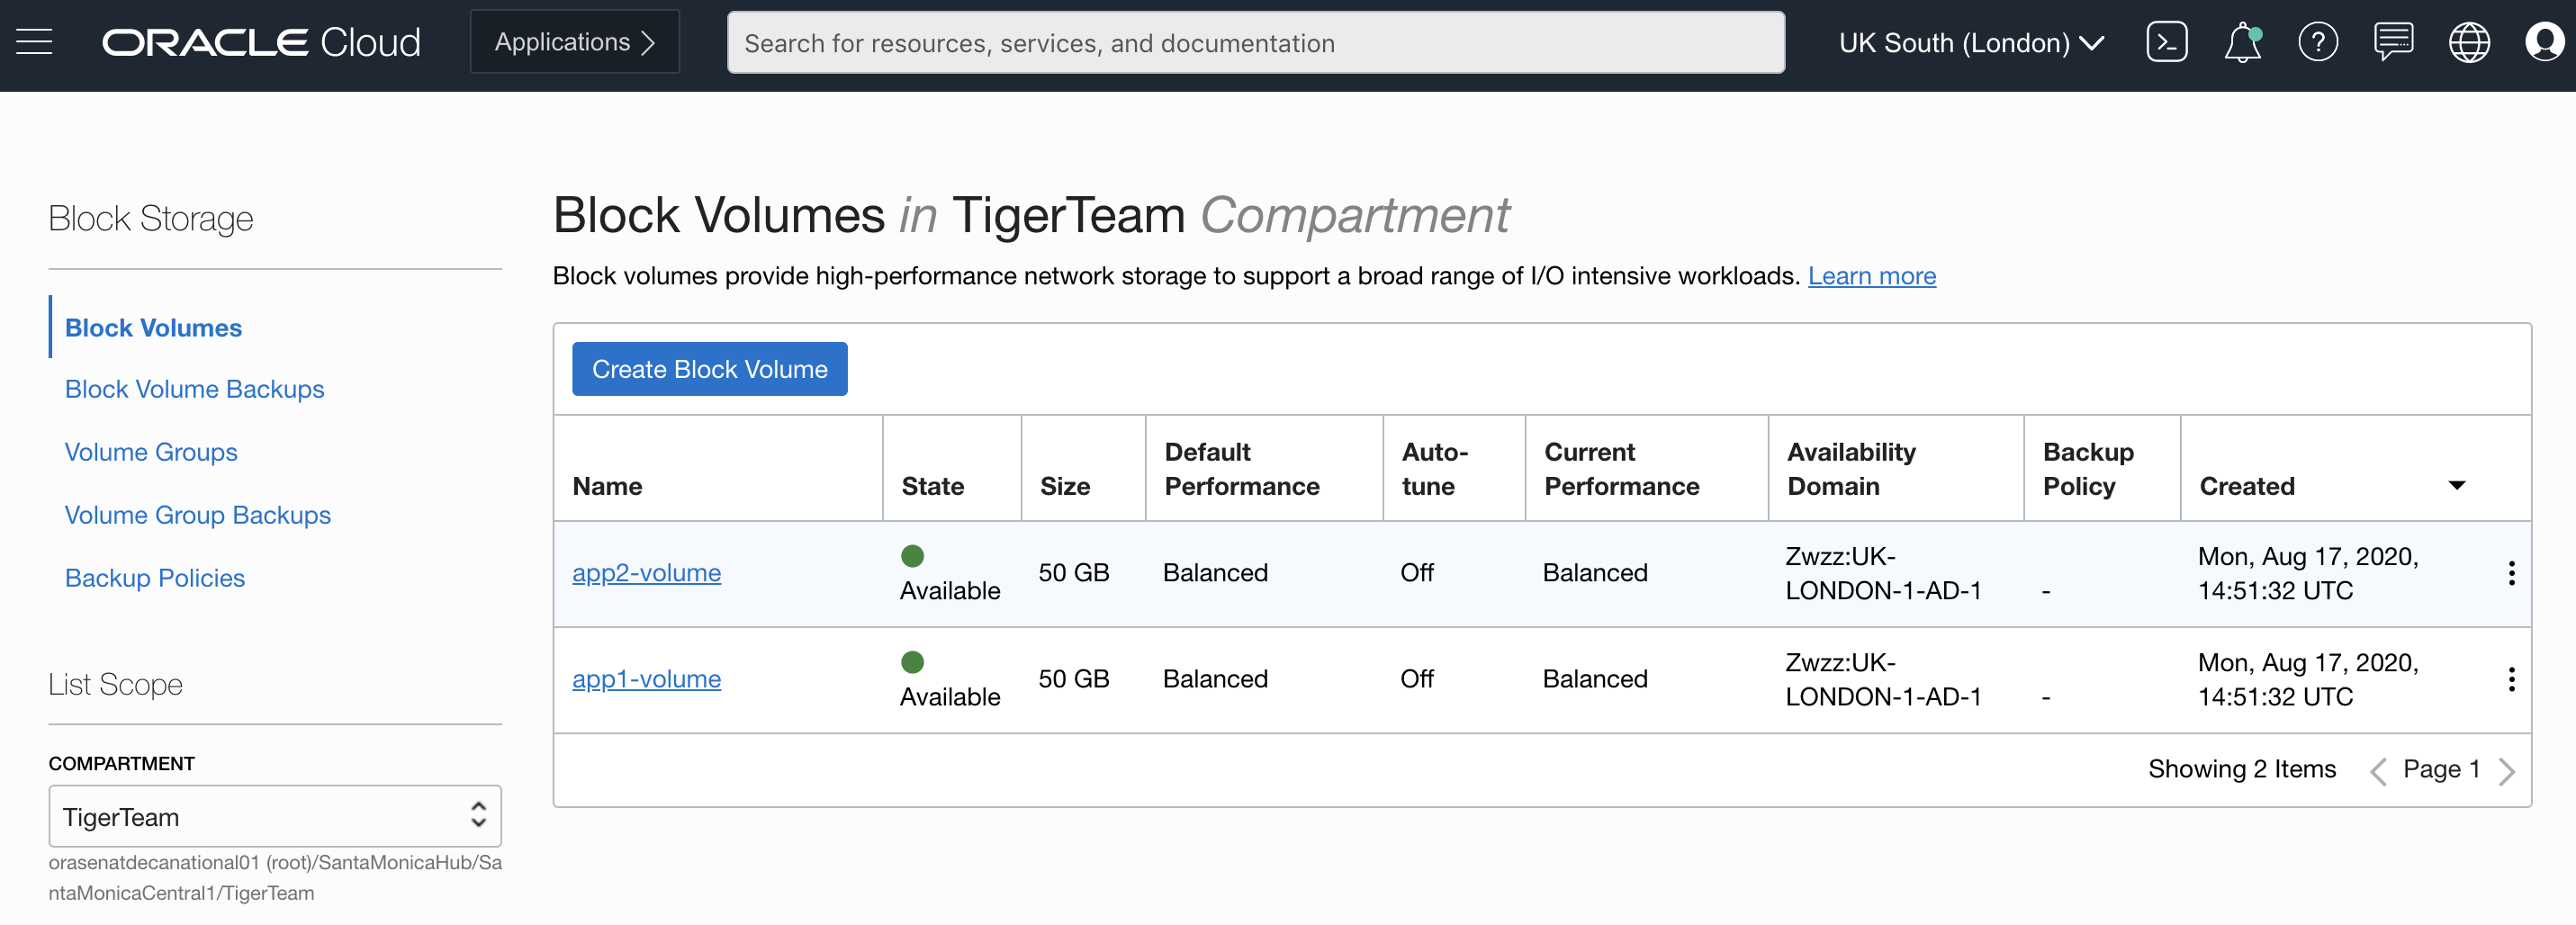 ORACLE Cloud
Applications
Search for resources, services, and documentation
UK South (London)
Block Storage
Block Volumes
Block Volume Backups
Volume Groups
Volume Group Backups
Backup Policies
List Scope
COMPARTMENT
TigerTeam
orasenatdecanational01 (root)/SantaMonicaHub/Sa
ntaMonicaCentral1/TigerTeam
Block Volumes in TigerTeam Compartment
Block volumes provide high-performance network storage to support a broad range of I/O intensive workloads. Learn more
Create Block Volume
Name
State
Size
Default
Performance
Auto-
tune
Current
Performance
Availability
Domain
Backup
Policy
Created
app2-volume
Available
50 GB
Balanced
Off
Balanced
Zwzz:UK-
LONDON-1-AD-1
-
Mon, Aug 17, 2020,
14:51:32 UTC
app1-volume
Available
50 GB
Balanced
Off
Balanced
Zwzz:UK-
LONDON-1-AD-1
-
Mon, Aug 17, 2020,
14:51:32 UTC
Showing 2 Items
Page 1